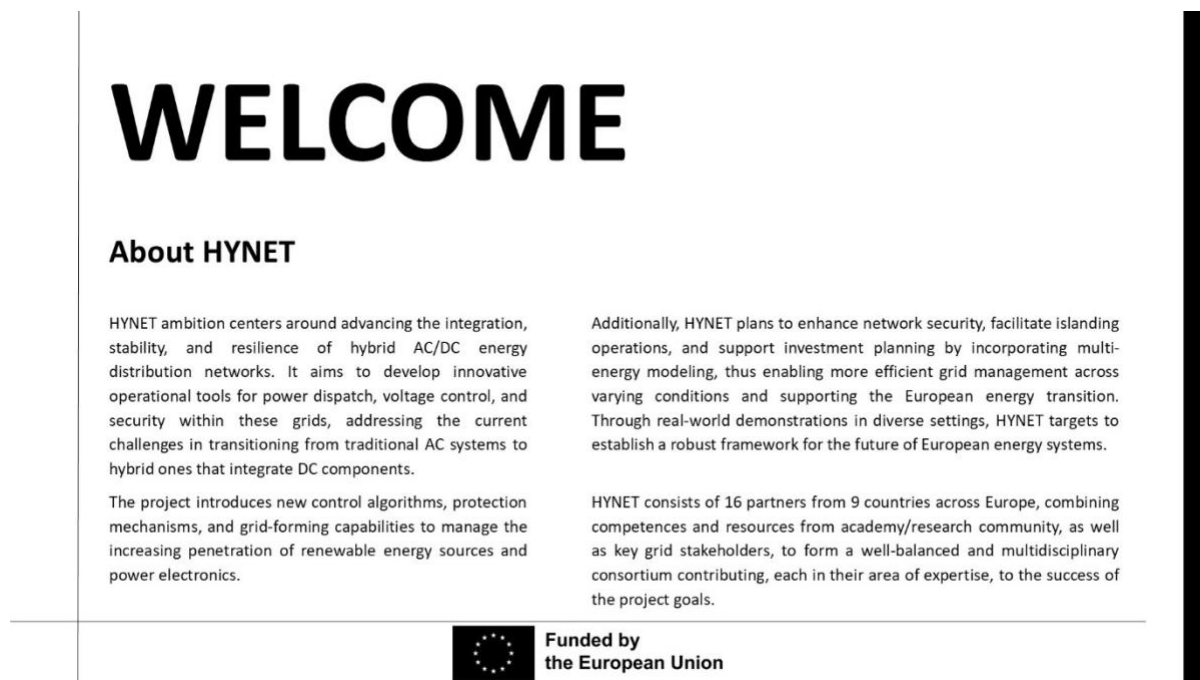 WELCOME
About HYNET
HYNET ambition centers around advancing the integration,
stability, and resilience of hybrid AC/DC energy
distribution networks. It aims to develop innovative
operational tools for power dispatch, voltage control, and
security within these grids, addressing the current
challenges in transitioning from traditional AC systems to
hybrid ones that integrate DC components.
The project introduces new control algorithms, protection
mechanisms, and grid-forming capabilities to manage the
increasing penetration of renewable energy sources and
power electronics.
Additionally, HYNET plans to enhance network security, facilitate islanding
operations, and support investment planning by incorporating multi-
energy modeling, thus enabling more efficient grid management across
varying conditions and supporting the European energy transition.
Through real-world demonstrations in diverse settings, HYNET targets to
establish a robust framework for the future of European energy systems.
HYNET consists of 16 partners from 9 countries across Europe, combining
competences and resources from academy/research community, as well
as key grid stakeholders, to form a well-balanced and multidisciplinary
consortium contributing, each in their area of expertise, to the success of
the project goals.
Funded by
the European Union